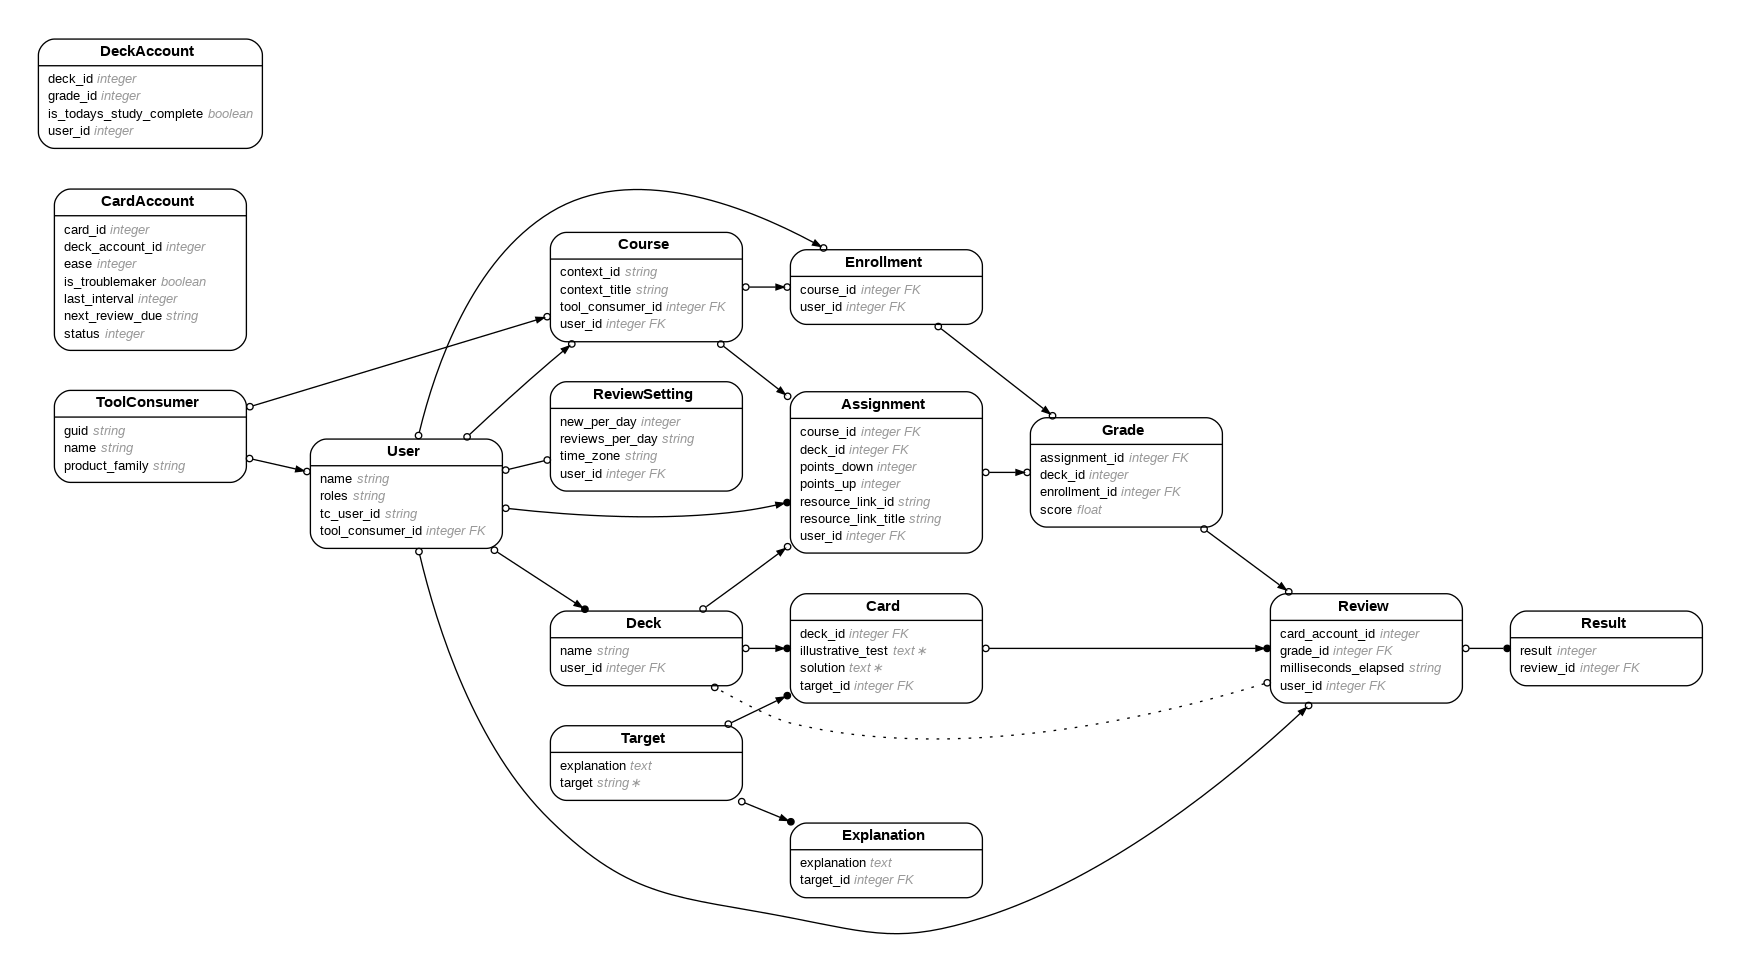 DeckAccount
deck_id integer
grade_id integer
is_todays_study_complete boolean
user_id integer
CardAccount
card_id integer
deck_account_id integer
ease integer
is_troublemaker boolean
last_interval integer
next_review_due string
status integer
ToolConsumer
guid string
name string
product_family string
User
name string
roles string
tc_user_id string
tool_consumer_id integer FK
Course
context_id string
context_title string
tool_consumer_id integer FK
user_id integer FK
ReviewSetting
new_per_day integer
reviews_per_day string
time_zone string
user_id integer FK
Deck
name string
user_id integer FK
Target
explanation text
target string∗
Enrollment
course_id integer FK
user_id integer FK
Assignment
course_id integer FK
deck_id integer FK
points_down integer
points_up integer
resource_link_id string
resource_link_title string
user_id integer FK
Card
deck_id integer FK
illustrative_test text∗
solution text∗
target_id integer FK
Explanation
explanation text
target_id integer FK
Grade
assignment_id integer FK
deck_id integer
enrollment_id integer FK
score float
Review
card_account_id integer
grade_id integer FK
milliseconds_elapsed string
user_id integer FK
Result
result integer
review_id integer FK